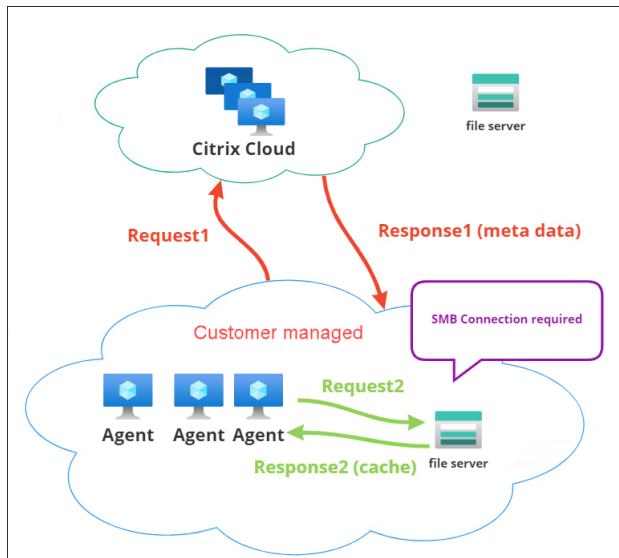 Citrix Cloud
file server
Request1
Response1 (meta data)
SMB Connection required
Customer managed
Request2
Agent
Agent
Agent
Response2 (cache)
file server